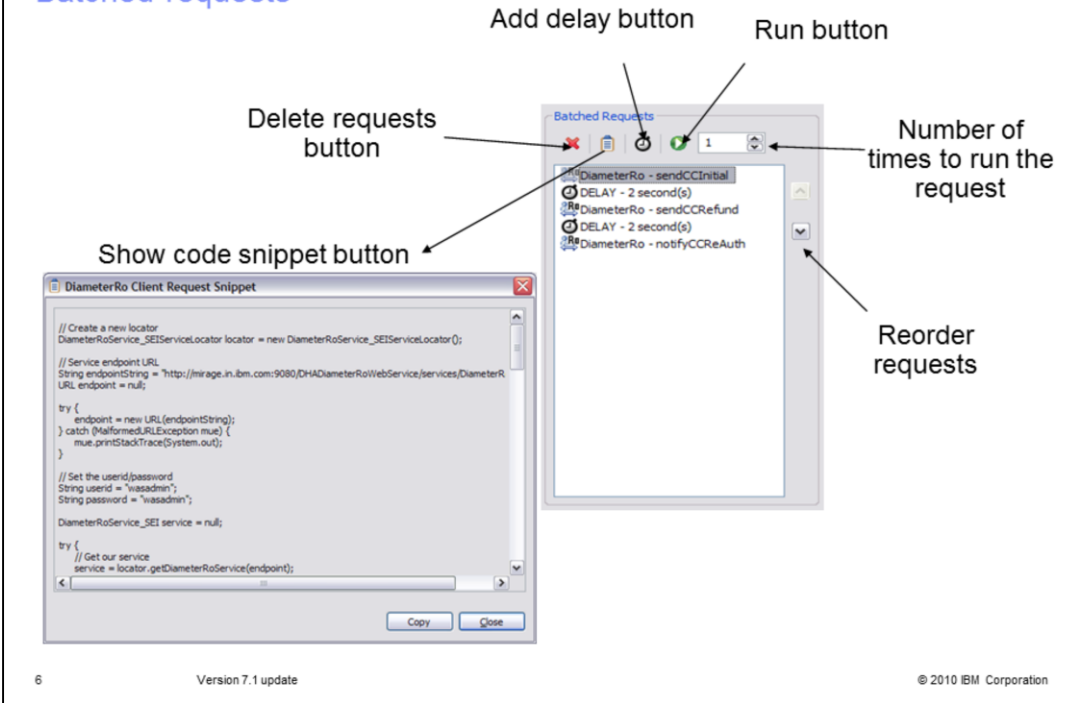 Batched requests
Add delay button
Run button
Delete requests
button
Number of
times to run the
request
Show code snippet button
Reorder
requests
Batched Requests
1
DiameterRo - sendCCInitial
DELAY - 2 second(s)
DiameterRo - sendCCRefund
DELAY - 2 second(s)
DiameterRo - notifyCCReAuth
DiameterRo Client Request Snippet
// Create a new locator
DiameterRoService_SEIServiceLocator locator = new DiameterRoService_SEIServiceLocator();
// Service endpoint URL
String endpointString = "http://mirage.in.ibm.com:9080/DHADiameterRoWebService/services/DiameterR
URL endpoint = null;
try {
endpoint = new URL(endpointString);
} catch (MalformedURLException mue) {
mue.printStackTrace(System.out);
}
// Set the userid/password
String userid = "wasadmin";
String password = "wasadmin";
DiameterRoService_SEI service = null;
try {
// Get our service
service = locator.getDiameterRoService(endpoint);
Copy
Close
6
Version 7.1 update
© 2010 IBM Corporation